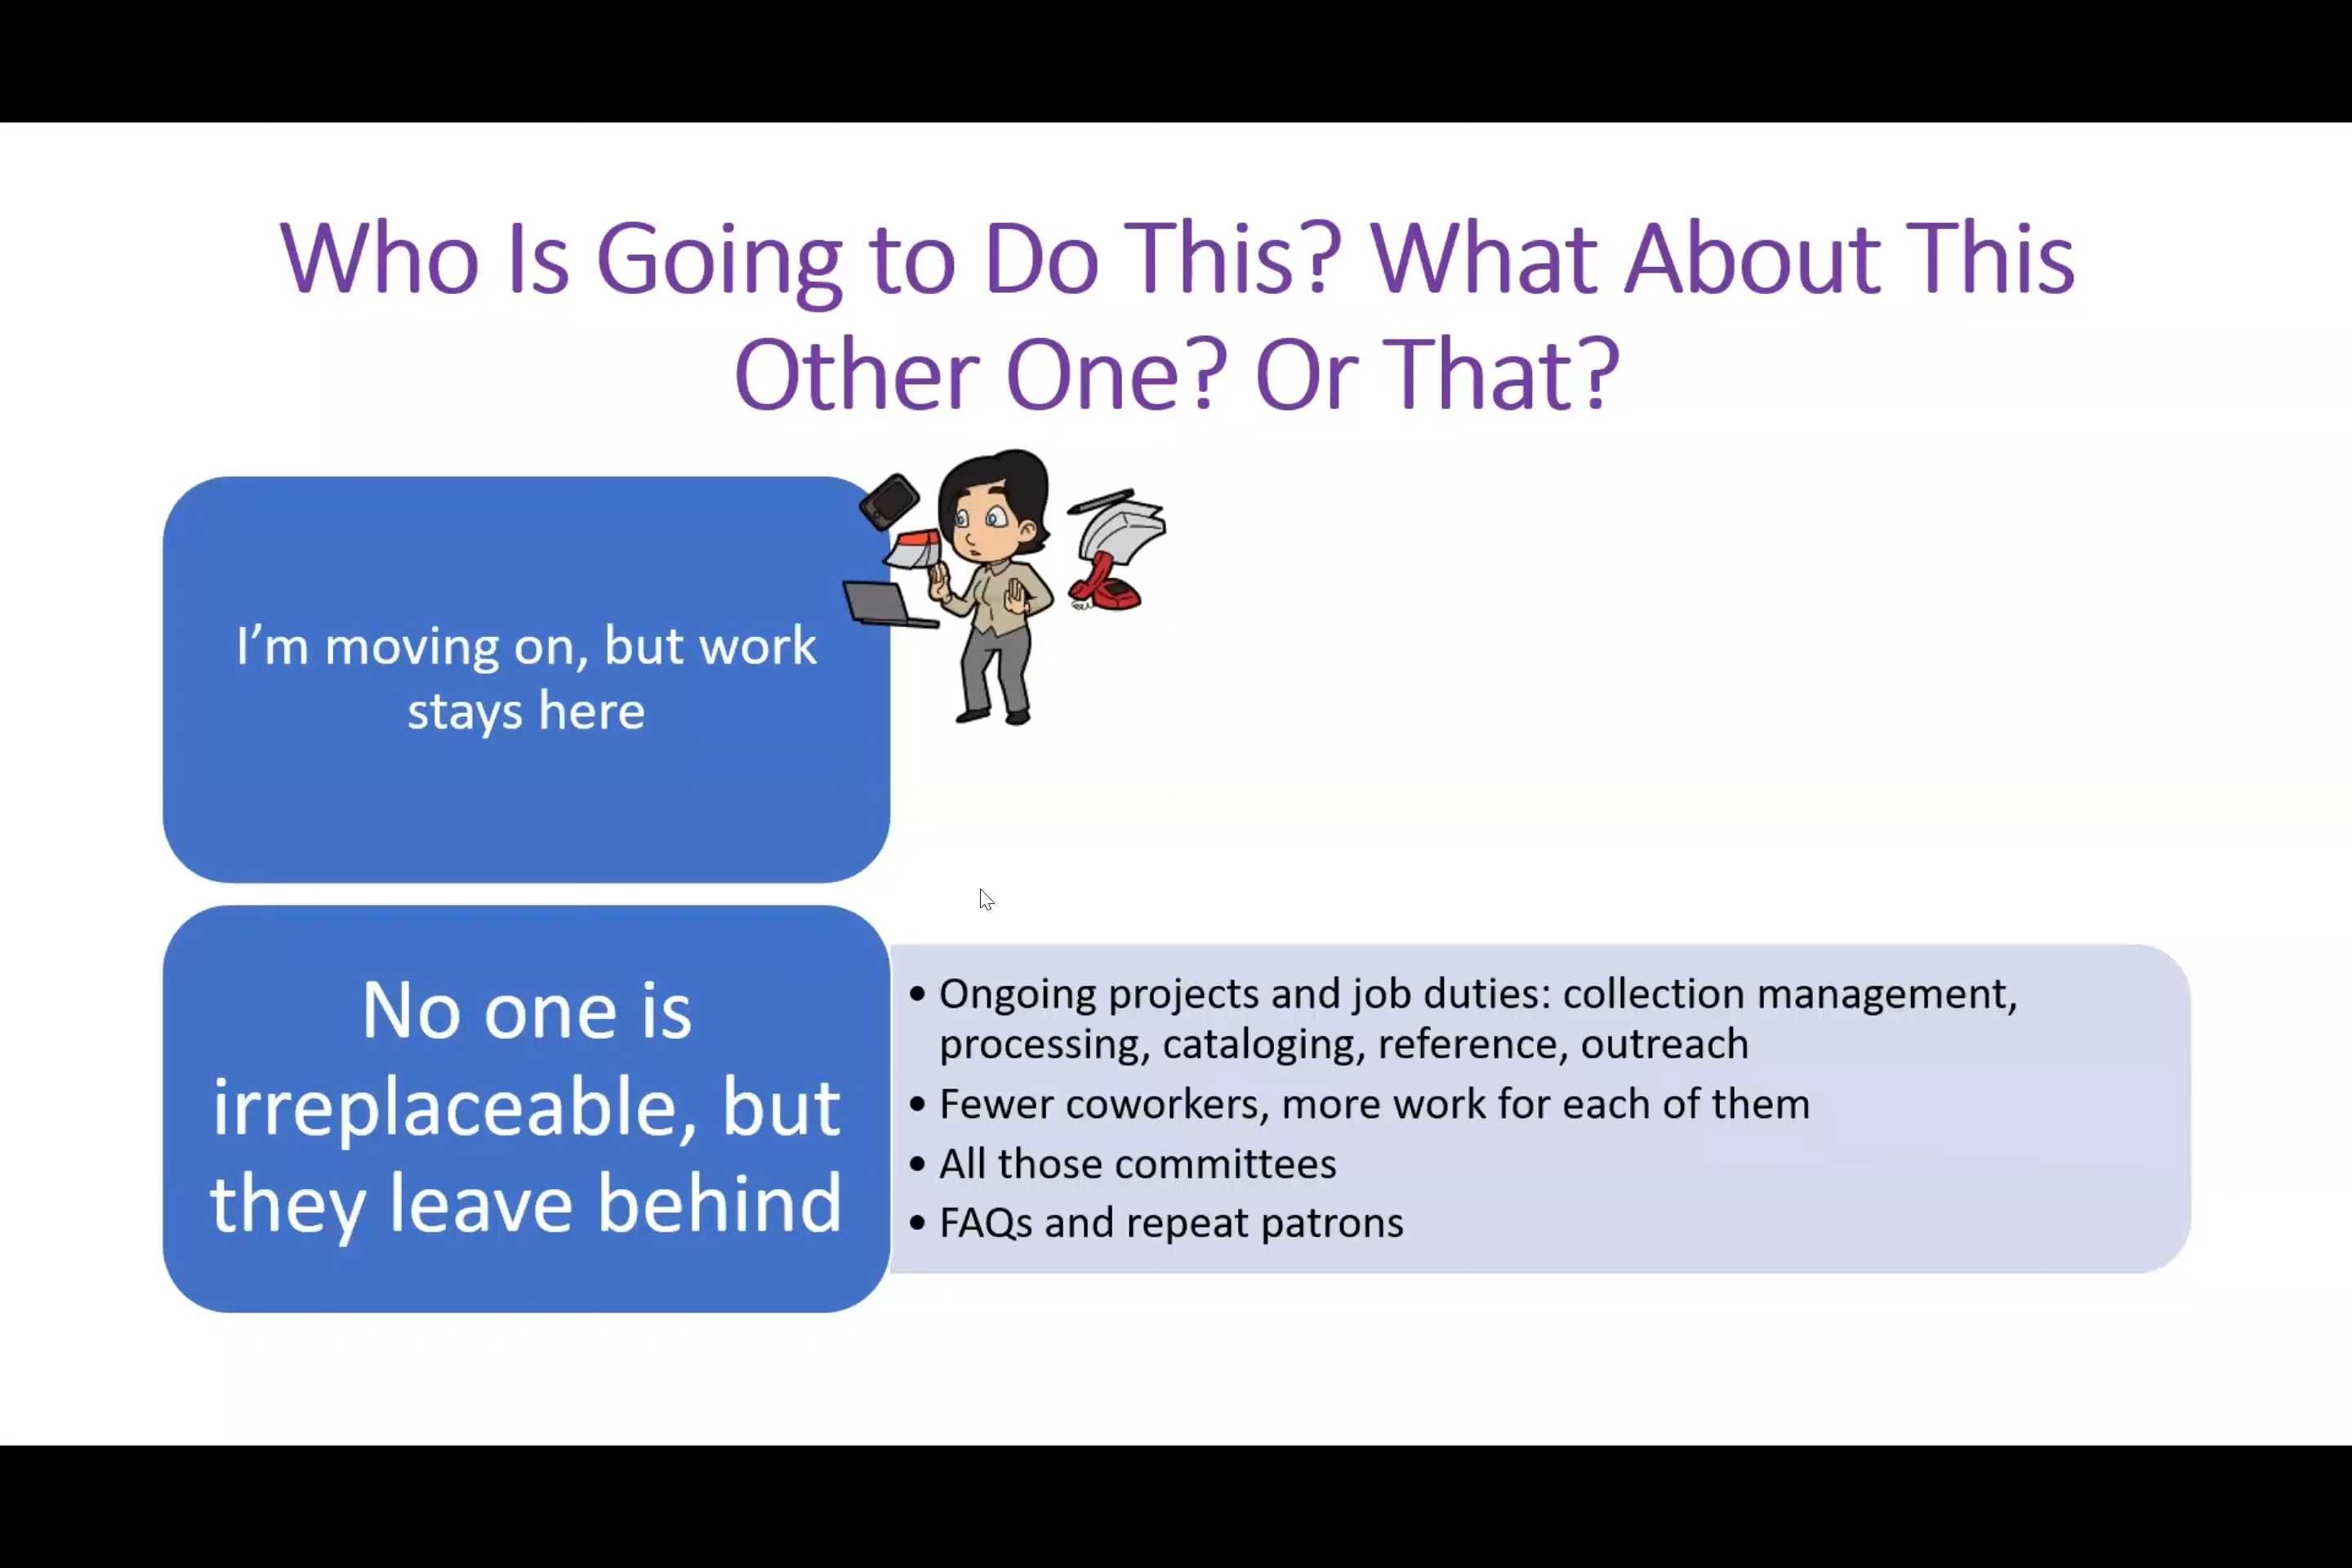 Who Is Going to Do This? What About This
Other One? Or That?
I’m moving on, but work
stays here
No one is
irreplaceable, but
they leave behind
• Ongoing projects and job duties: collection management,
processing, cataloging, reference, outreach
• Fewer coworkers, more work for each of them
• All those committees
• FAQs and repeat patrons